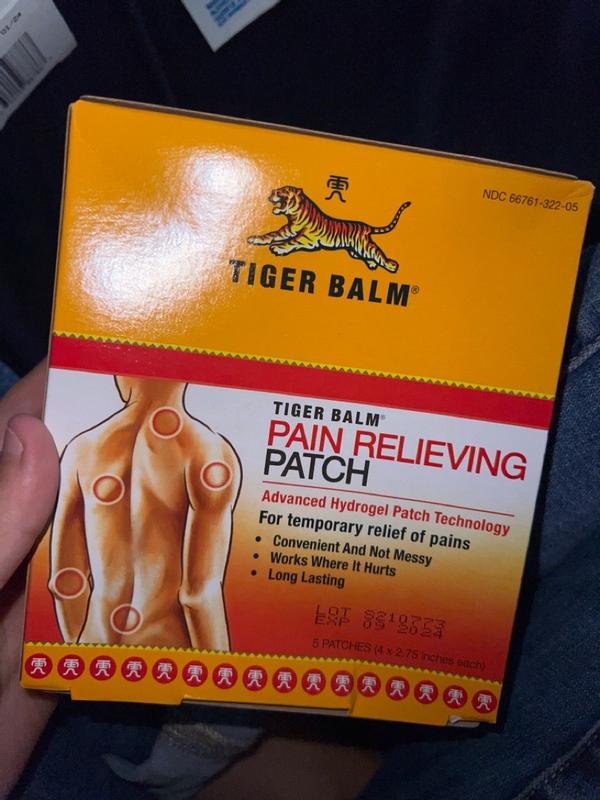 01/24
NDC 66761-322-05
TIGER BALM®
TIGER BALM®
PAIN RELIEVING
PATCH
Advanced Hydrogel Patch Technology
For temporary relief of pains
• Convenient And Not Messy
• Works Where It Hurts
• Long Lasting
LOT S210773
EXP 05 2024
5 PATCHES (4 x 2.75 inches each)